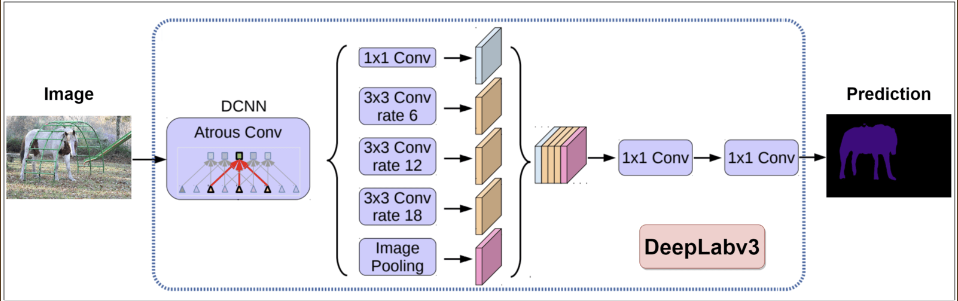 Image
DCNN
Atrous Conv
1x1 Conv
3x3 Conv
rate 6
3x3 Conv
rate 12
3x3 Conv
rate 18
Image
Pooling
1x1 Conv
1x1 Conv
Prediction
DeepLabv3